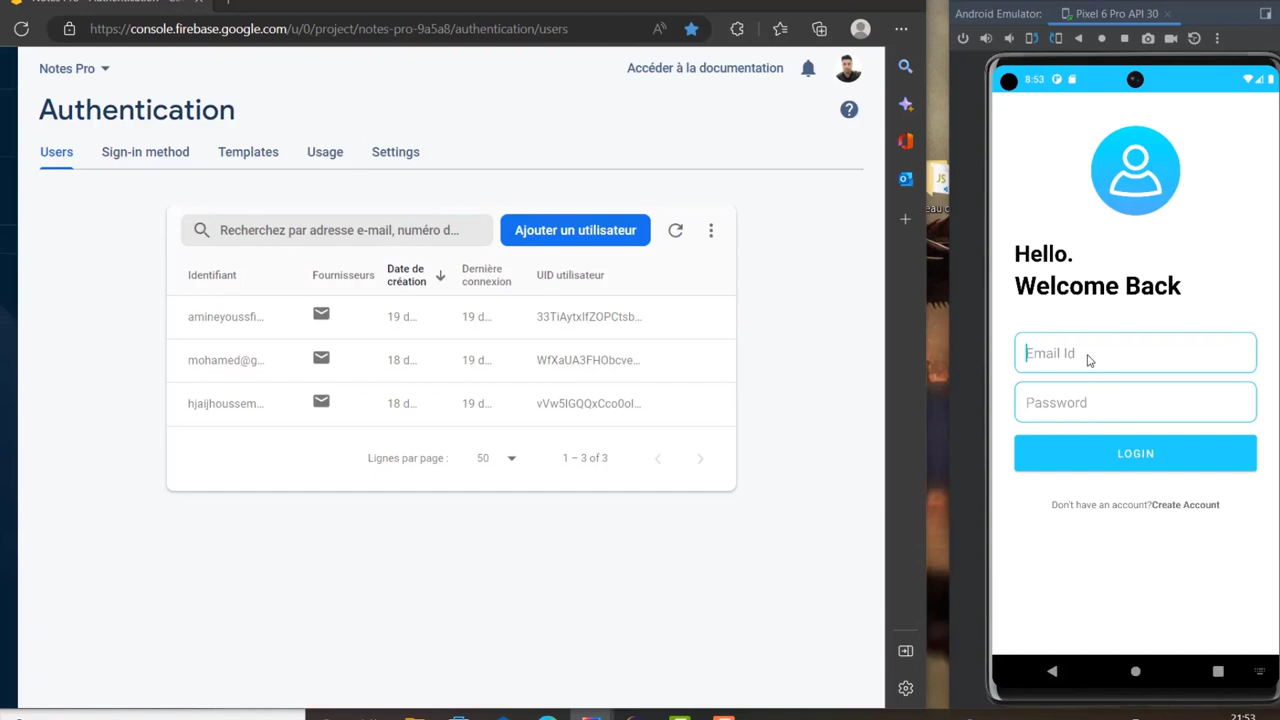 https://console.firebase.google.com/u/0/project/notes-pro-9a5a8/authentication/users
Notes Pro
Accéder à la documentation
Authentication
Users
Sign-in method
Templates
Usage
Settings
Recherchez par adresse e-mail, numéro d...
Ajouter un utilisateur
Identifiant
Fournisseurs
Date de création
Dernière connexion
UID utilisateur
amineyoussfi...
19 d...
19 d...
mohamed@g...
18 d...
19 d...
WfXaUA3FHObcve...
hjaijhoussem...
18 d...
19 d...
Lignes par page :
50
1 – 3 of 3
JS
Android Emulator:
Pixel 6 Pro API 30
8:53
Hello.
Welcome Back
Email Id
Password
LOGIN
Don't have an account?Create Account
21:53